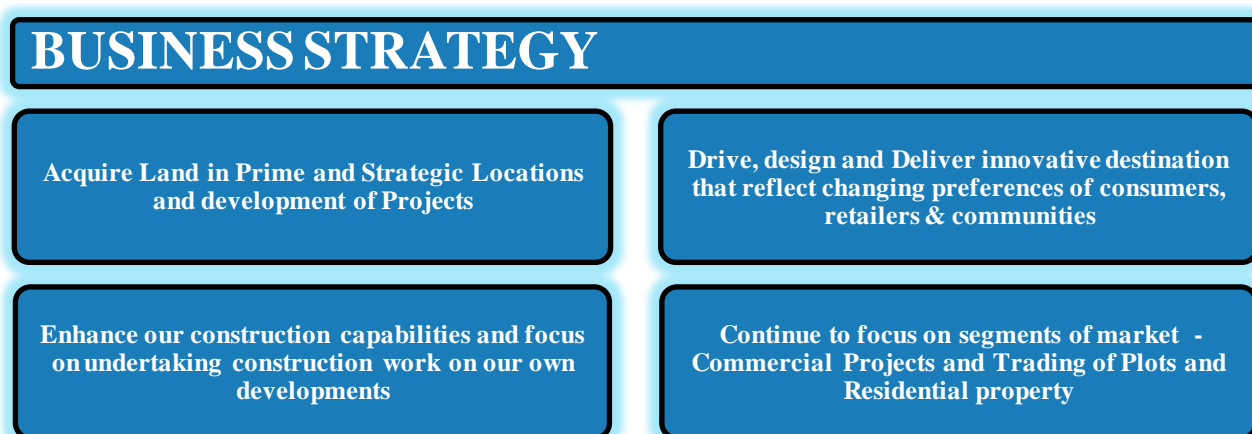 BUSINESS STRATEGY
Acquire Land in Prime and Strategic Locations
and development of Projects
Drive, design and Deliver innovative destination
that reflect changing preferences of consumers,
retailers & communities
Enhance our construction capabilities and focus
on undertaking construction work on our own
developments
Continue to focus on segments of market -
Commercial Projects and Trading of Plots and
Residential property